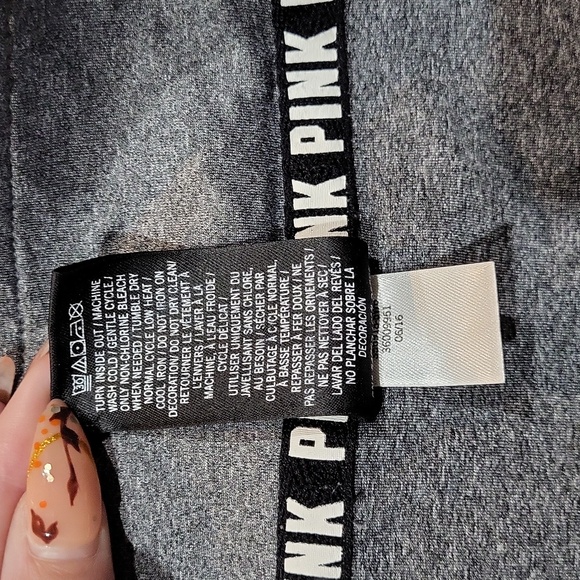 PINK
PINK
PINK
PINK
30
TURN INSIDE OUT / MACHINE
WASH COLD / GENTLE CYCLE /
ONLY NON-CHLORINE BLEACH
WHEN NEEDED / TUMBLE DRY
NORMAL CYCLE LOW HEAT /
COOL IRON / DO NOT IRON ON
DECORATION / DO NOT DRY CLEAN/
RETOURNER LE VÊTEMENT À
L'ENVERS / LAVER À LA
MACHINE, À L'EAU FROIDE /
CYCLE DÉLICAT /
UTILISER UNIQUEMENT DU
JAVELLISANT SANS CHLORE,
AU BESOIN / SÉCHER PAR
CULBUTAGE À CYCLE NORMAL,
À BASSE TEMPÉRATURE /
REPASSER À FER DOUX / NE
PAS REPASSER LES ORNEMENTS /
NE PAS NETTOYER À SEC/
LAVAR DEL LADO DEL REVÉS /
NO PLANCHAR SOBRE LA
DECORACIÓN
36009961
06/16